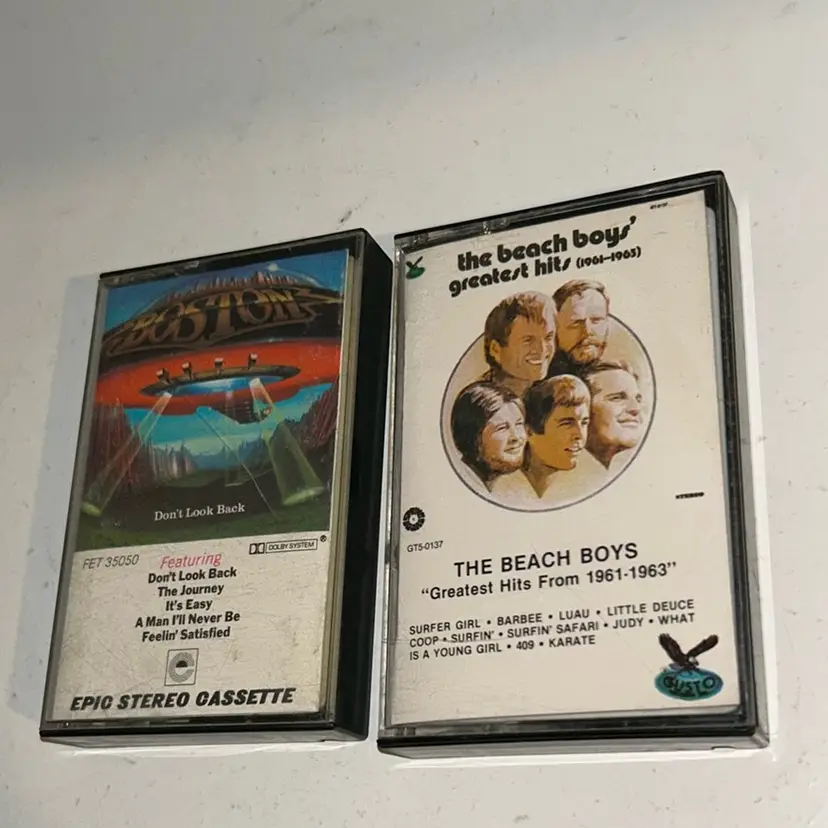 BOSTON
Don't Look Back
FET 35050
Featuring
DOLBY SYSTEM ®
Don't Look Back
The Journey
It's Easy
A Man I'll Never Be
Feelin' Satisfied
EPIC STEREO CASSETTE
the beach boys'
greatest hits (1961-1963)
STEREO
GT5-0137
THE BEACH BOYS
"Greatest Hits From 1961-1963"
SURFER GIRL • BARBEE • LUAU • LITTLE DEUCE
COOP • SURFIN' • SURFIN' SAFARI • JUDY • WHAT
IS A YOUNG GIRL • 409 • KARATE
GUSTO